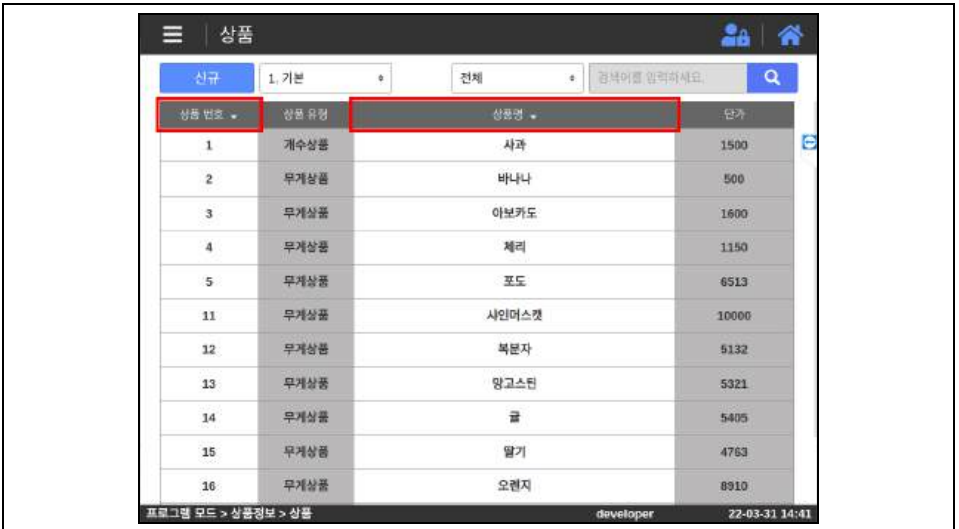 상품
신규 1. 기본 전체 검색어를 입력하세요.
상품 번호 상품 유형 상품명 단가
1 개수상품 사과 1500
2 무게상품 바나나 500
3 무게상품 아보카도 1600
4 무게상품 체리 1150
5 무게상품 포도 6513
11 무게상품 샤인머스캣 10000
12 무게상품 복분자 5132
13 무게상품 망고스틴 5321
14 무게상품 귤 5405
15 무게상품 딸기 4763
16 무게상품 오렌지 8910
프로그램 모드 > 상품정보 > 상품 developer 22-03-31 14:41